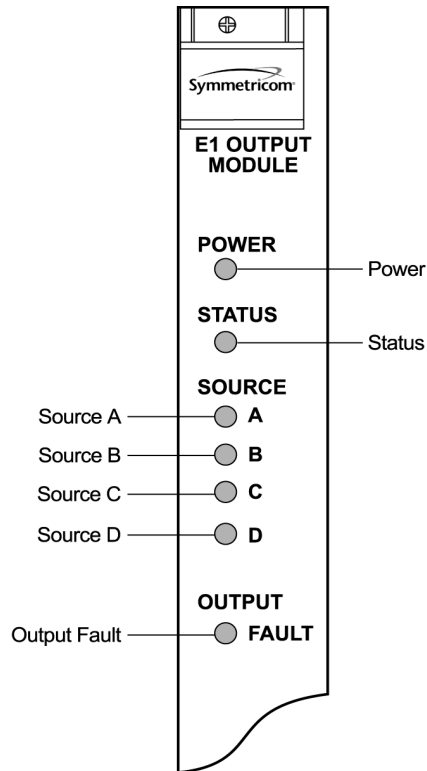 Symmetricom
E1 OUTPUT
MODULE
POWER
Power
STATUS
Status
SOURCE
Source A
A
Source B
B
Source C
C
Source D
D
OUTPUT
Output Fault
FAULT